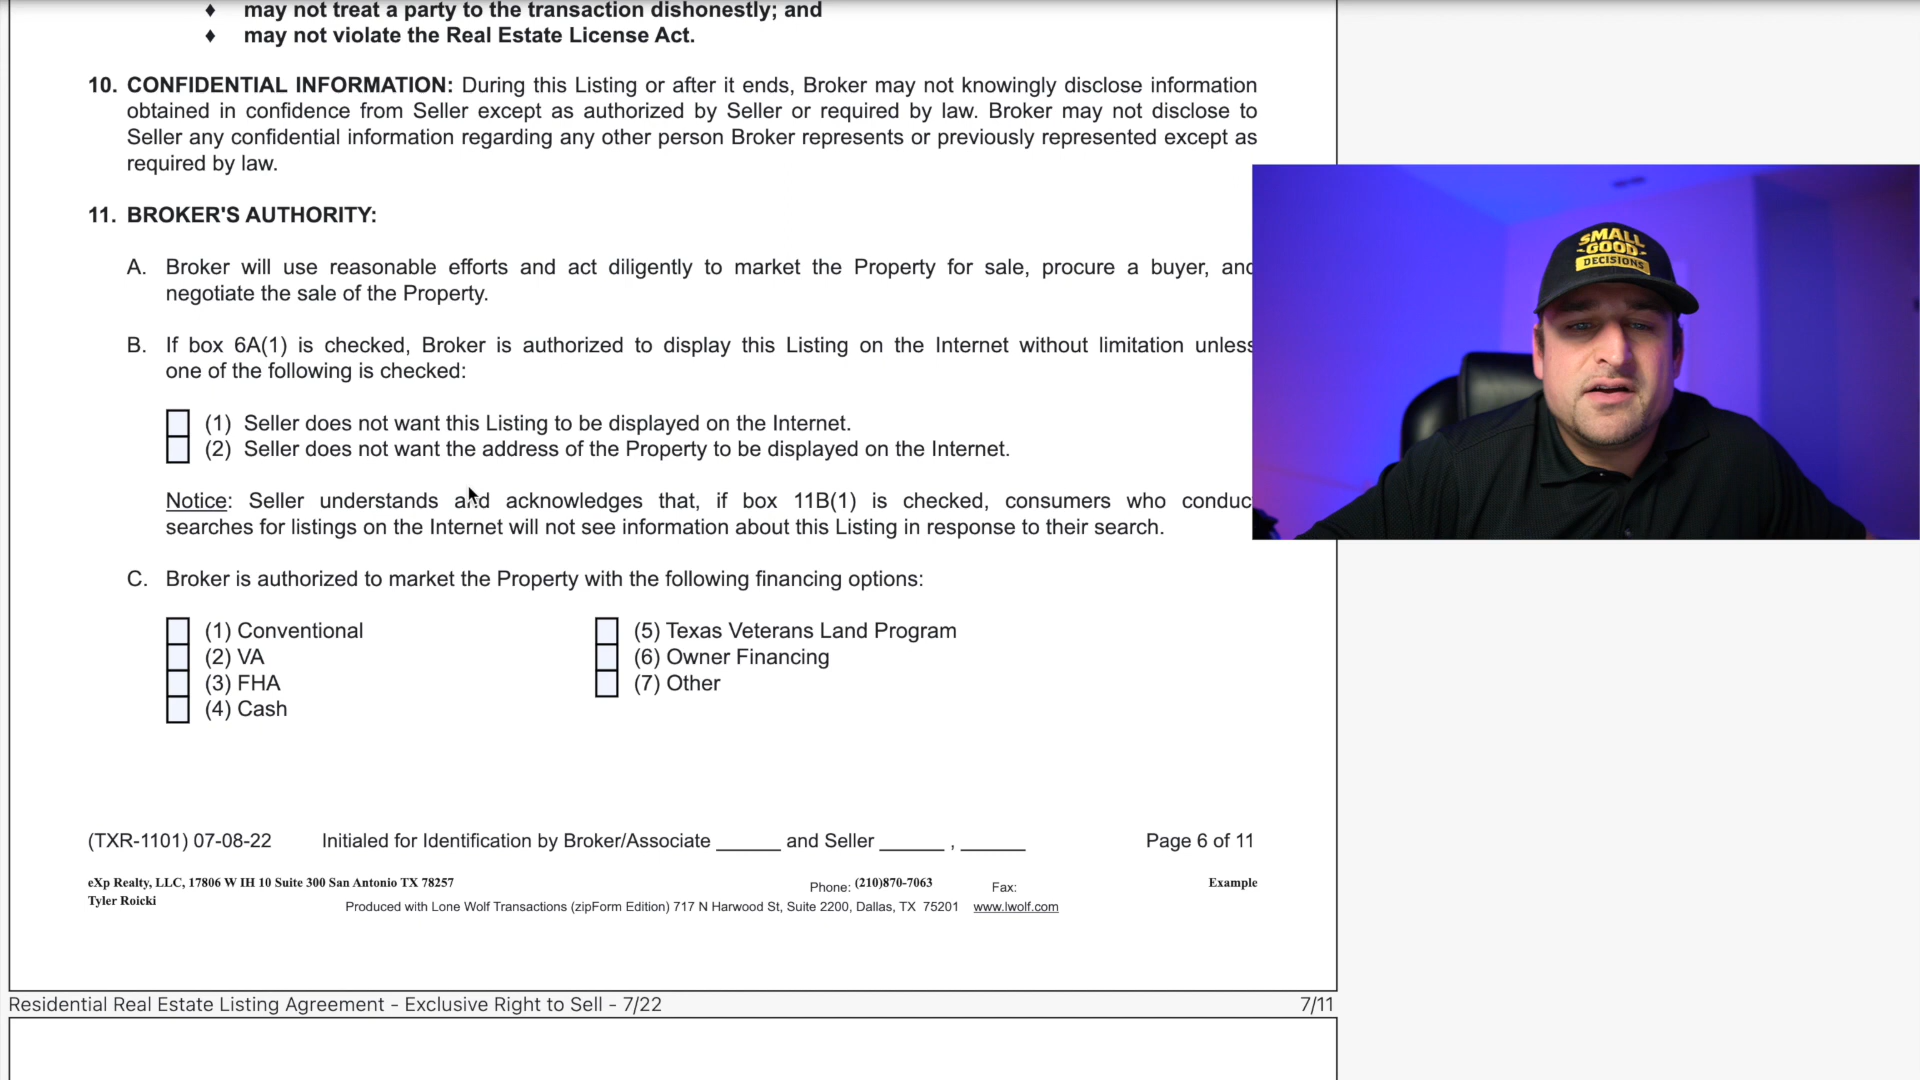 ♦ may not treat a party to the transaction dishonestly; and
♦ may not violate the Real Estate License Act.
10. CONFIDENTIAL INFORMATION: During this Listing or after it ends, Broker may not knowingly disclose information
obtained in confidence from Seller except as authorized by Seller or required by law. Broker may not disclose to
Seller any confidential information regarding any other person Broker represents or previously represented except as
required by law.
11. BROKER'S AUTHORITY:
A. Broker will use reasonable efforts and act diligently to market the Property for sale, procure a buyer, and
negotiate the sale of the Property.
B. If box 6A(1) is checked, Broker is authorized to display this Listing on the Internet without limitation unless
one of the following is checked:
(1) Seller does not want this Listing to be displayed on the Internet.
(2) Seller does not want the address of the Property to be displayed on the Internet.
Notice: Seller understands and acknowledges that, if box 11B(1) is checked, consumers who conduc
searches for listings on the Internet will not see information about this Listing in response to their search.
C. Broker is authorized to market the Property with the following financing options:
(1) Conventional (5) Texas Veterans Land Program
(2) VA (6) Owner Financing
(3) FHA (7) Other
(4) Cash
(TXR-1101) 07-08-22 Initialed for Identification by Broker/Associate ______ and Seller ______ , ______ Page 6 of 11
eXp Realty, LLC, 17806 W IH 10 Suite 300 San Antonio TX 78257 Phone: (210)870-7063 Fax: Example
Tyler Roicki
Produced with Lone Wolf Transactions (zipForm Edition) 717 N Harwood St, Suite 2200, Dallas, TX 75201 www.lwolf.com
Residential Real Estate Listing Agreement - Exclusive Right to Sell - 7/22 7/11
SMALL
GOOD
DECISIONS